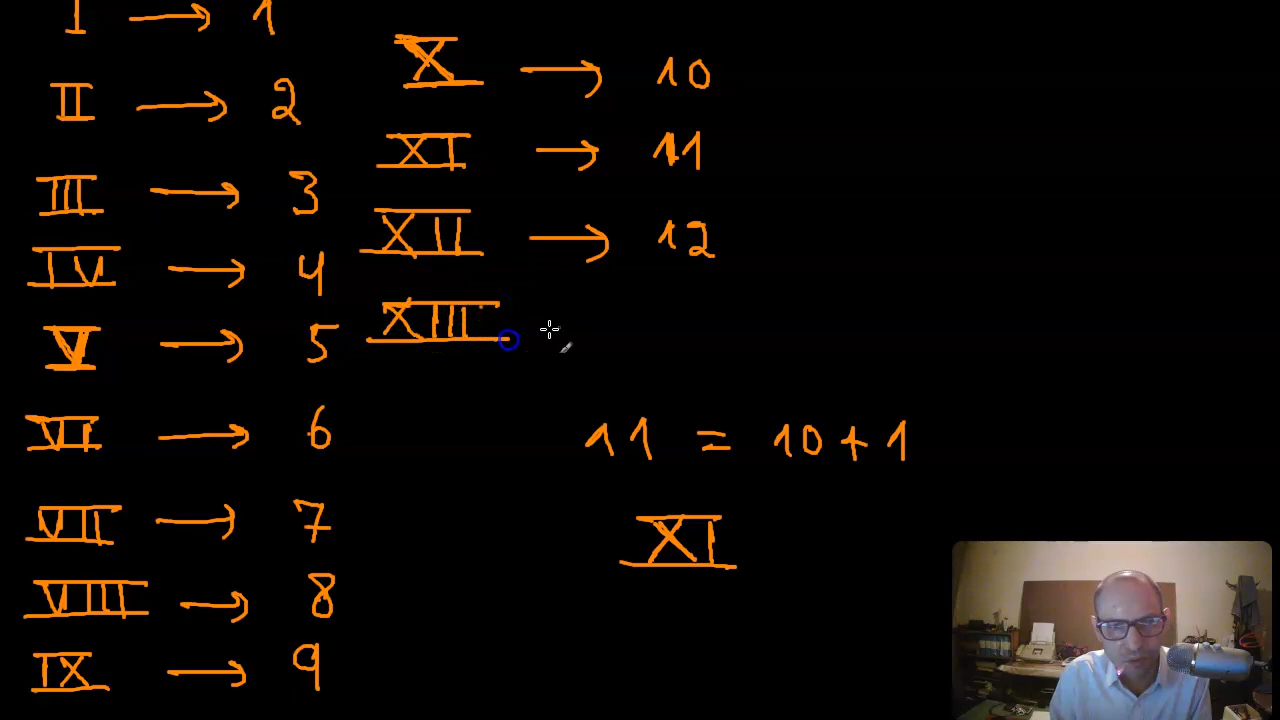 I → 1
II → 2
III → 3
IV → 4
V → 5
VI → 6
VII → 7
VIII → 8
IX → 9
X → 10
XI → 11
XII → 12
XIII
11 = 10 + 1
XI